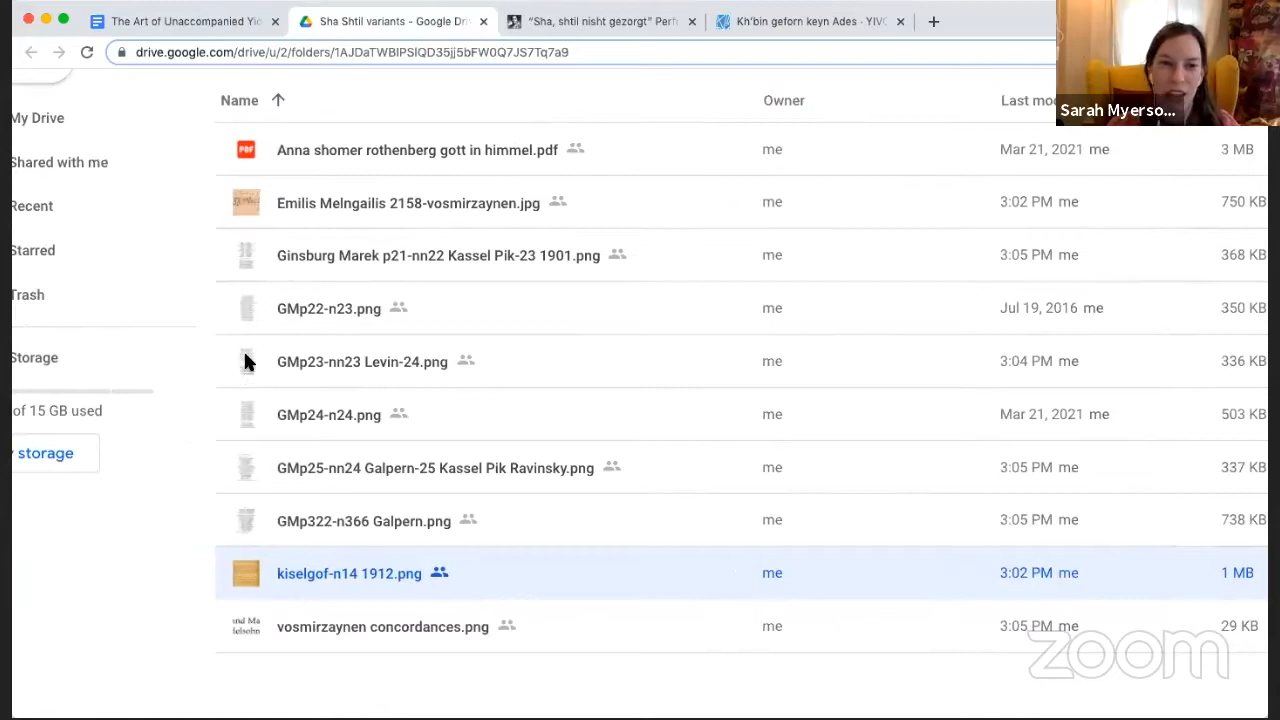 The Art of Unaccompanied Yid
Sha Shtil variants - Google Dri
"Sha, shtil nisht gezorgt" Perf
Kh'bin geforn keyn Ades - YIVO
drive.google.com/drive/u/2/folders/
Sarah Myerso...
My Drive
Shared with me
Recent
Starred
Trash
Storage
of 15 GB used
storage
Name Owner Last mo
Anna shomer rothenberg gott in himmel.pdf me Mar 21, 2021 me 3 MB
Emilis Melngailis 2158-vosmirzaynen.jpg me 3:02 PM me 750 KB
Ginsburg Marek p21-nn22 Kassel Pik-23 1901.png me 3:05 PM me 368 KB
GMp22-n23.png me Jul 19, 2016 me 350 KB
GMp23-nn23 Levin-24.png me 3:04 PM me 336 KB
GMp24-n24.png me Mar 21, 2021 me 503 KB
GMp25-nn24 Galpern-25 Kassel Pik Ravinsky.png me 3:05 PM me 337 KB
GMp322-n366 Galpern.png me 3:05 PM me 738 KB
kiselgof-n14 1912.png me 3:02 PM me 1 MB
vosmirzaynen concordances.png me 3:05 PM me 29 KB
zoom